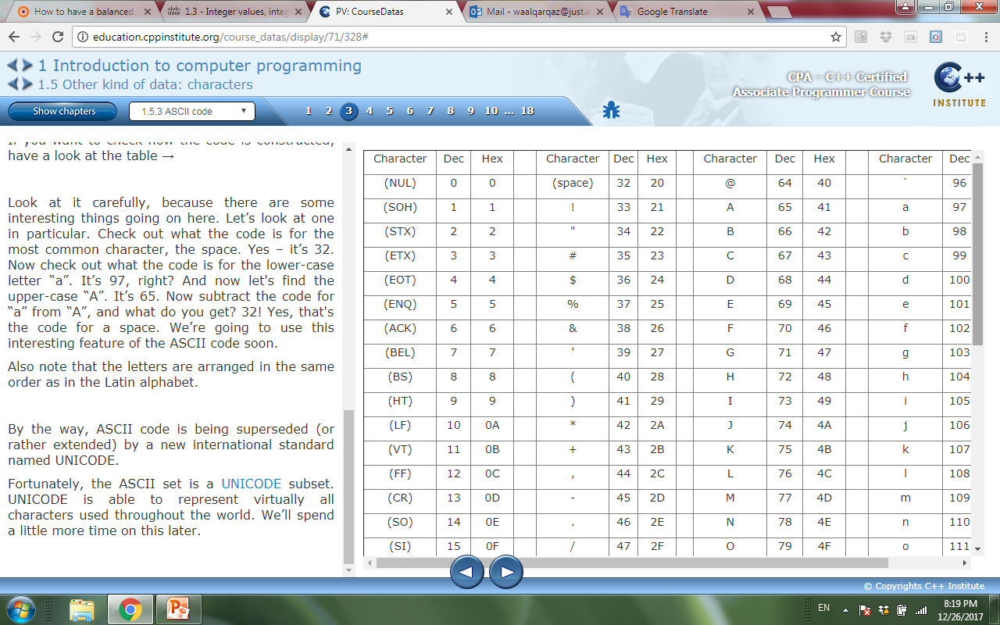 How to have a balanced
1.3 - Integer values, integ
PV: CourseDatas
Mail - waalqarqaz@just.e
Google Translate
education.cppinstitute.org/course_datas/display/71/328#
1 Introduction to computer programming
1.5 Other kind of data: characters
CPA – C++ Certified
Associate Programmer Course
C++
INSTITUTE
Show chapters
1.5.3 ASCII code
1 2 3 4 5 6 7 8 9 10 ... 18
If you want to check how the code is constructed,
have a look at the table →
Look at it carefully, because there are some
interesting things going on here. Let’s look at one
in particular. Check out what the code is for the
most common character, the space. Yes – it’s 32.
Now check out what the code is for the lower-case
letter “a”. It’s 97, right? And now let's find the
upper-case “A”. It’s 65. Now subtract the code for
“a” from “A”, and what do you get? 32! Yes, that's
the code for a space. We’re going to use this
interesting feature of the ASCII code soon.
Also note that the letters are arranged in the same
order as in the Latin alphabet.
By the way, ASCII code is being superseded (or
rather extended) by a new international standard
named UNICODE.
Fortunately, the ASCII set is a UNICODE subset.
UNICODE is able to represent virtually all
characters used throughout the world. We’ll spend
a little more time on this later.
Character Dec Hex Character Dec Hex Character Dec Hex Character Dec
(NUL) 0 0 (space) 32 20 @ 64 40 ` 96
(SOH) 1 1 ! 33 21 A 65 41 a 97
(STX) 2 2 " 34 22 B 66 42 b 98
(ETX) 3 3 # 35 23 C 67 43 c 99
(EOT) 4 4 $ 36 24 D 68 44 d 100
(ENQ) 5 5 % 37 25 E 69 45 e 101
(ACK) 6 6 & 38 26 F 70 46 f 102
(BEL) 7 7 ' 39 27 G 71 47 g 103
(BS) 8 8 ( 40 28 H 72 48 h 104
(HT) 9 9 ) 41 29 I 73 49 i 105
(LF) 10 0A * 42 2A J 74 4A j 106
(VT) 11 0B + 43 2B K 75 4B k 107
(FF) 12 0C , 44 2C L 76 4C l 108
(CR) 13 0D - 45 2D M 77 4D m 109
(SO) 14 0E . 46 2E N 78 4E n 110
(SI) 15 0F / 47 2F O 79 4F o 111
© Copyrights C++ Institute
EN
8:19 PM
12/26/2017